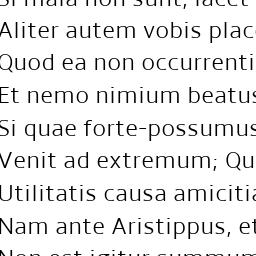 Si mala non sunt, iacet
Aliter autem vobis plac
Quod ea non occurrenti
Et nemo nimium beatus
Si quae forte-possumus
Venit ad extremum; Qu
Utilitatis causa amiciti
Nam ante Aristippus, et
Non est igitur summum